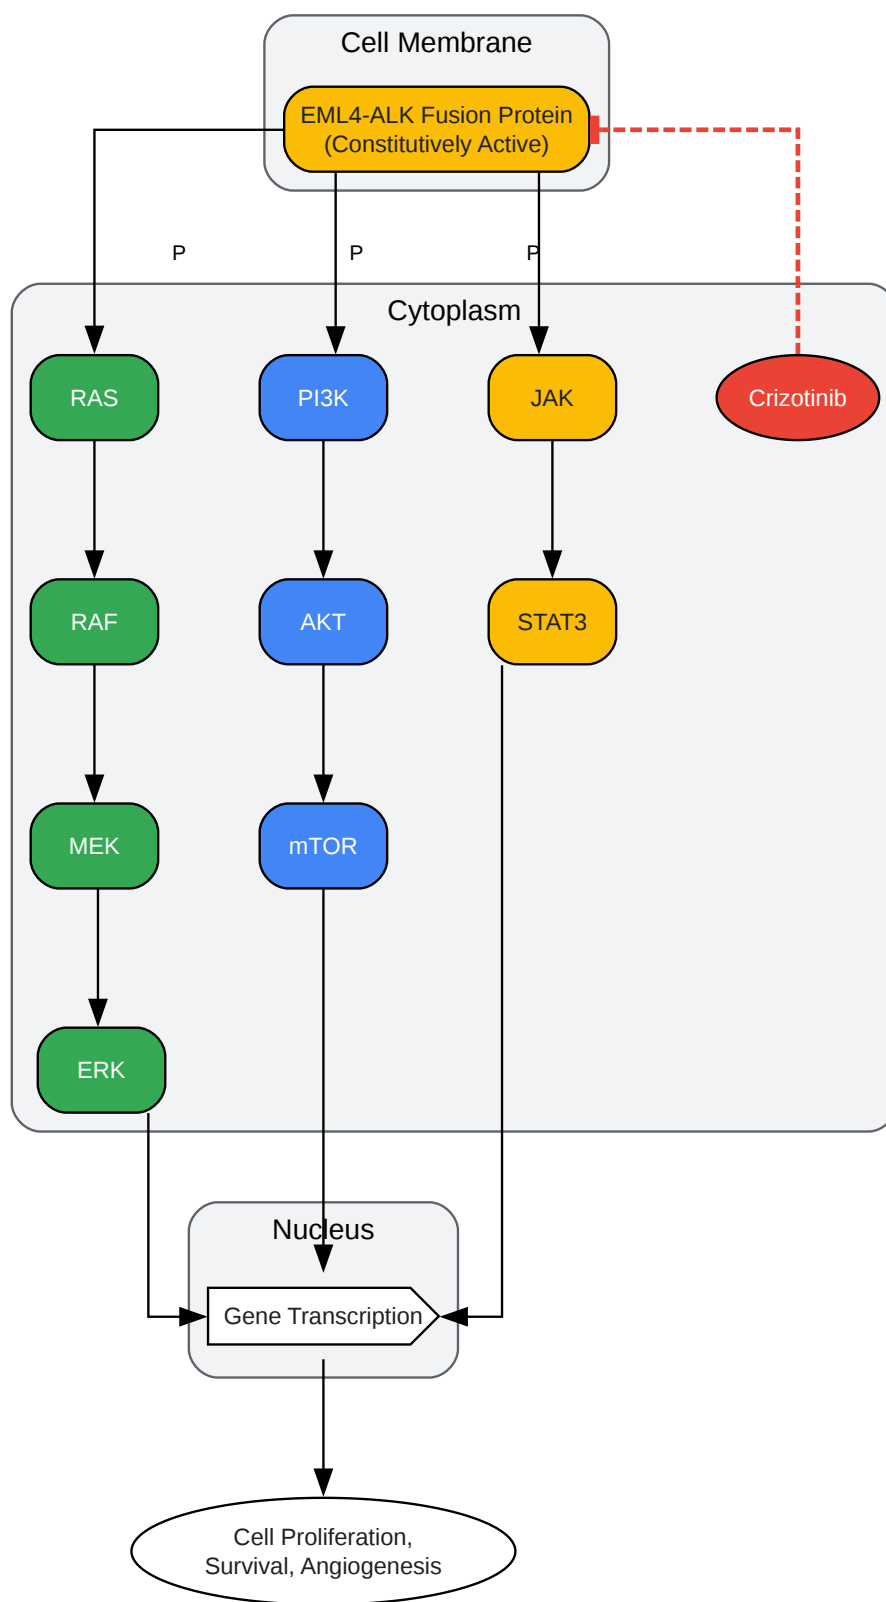 Cell Membrane
EML4-ALK Fusion Protein
(Constitutively Active)
P
P
P
Cytoplasm
RAS
PI3K
JAK
Crizotinib
RAF
AKT
STAT3
MEK
mTOR
ERK
Nucleus
Gene Transcription
Cell Proliferation,
Survival, Angiogenesis